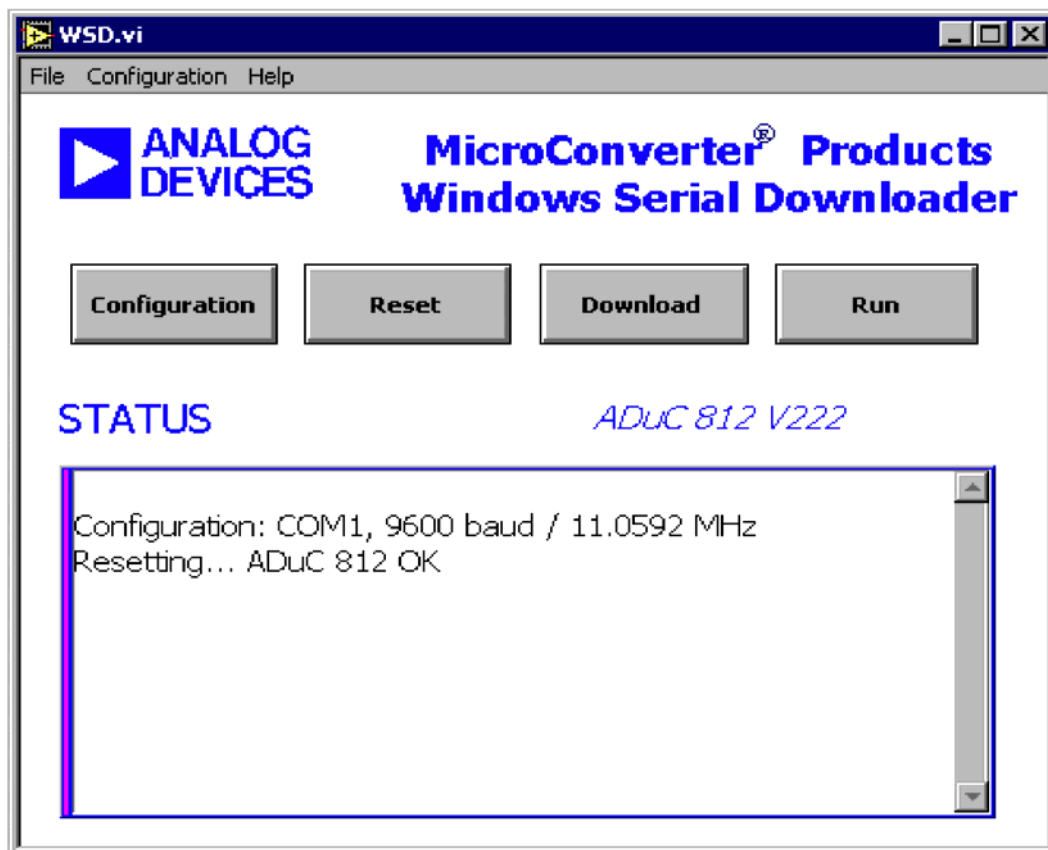 WSD.vi
File Configuration Help
ANALOG
DEVICES
MicroConverter® Products
Windows Serial Downloader
Configuration Reset Download Run
STATUS
ADuC 812 V222
Configuration: COM1, 9600 baud / 11.0592 MHz
Resetting... ADuC 812 OK